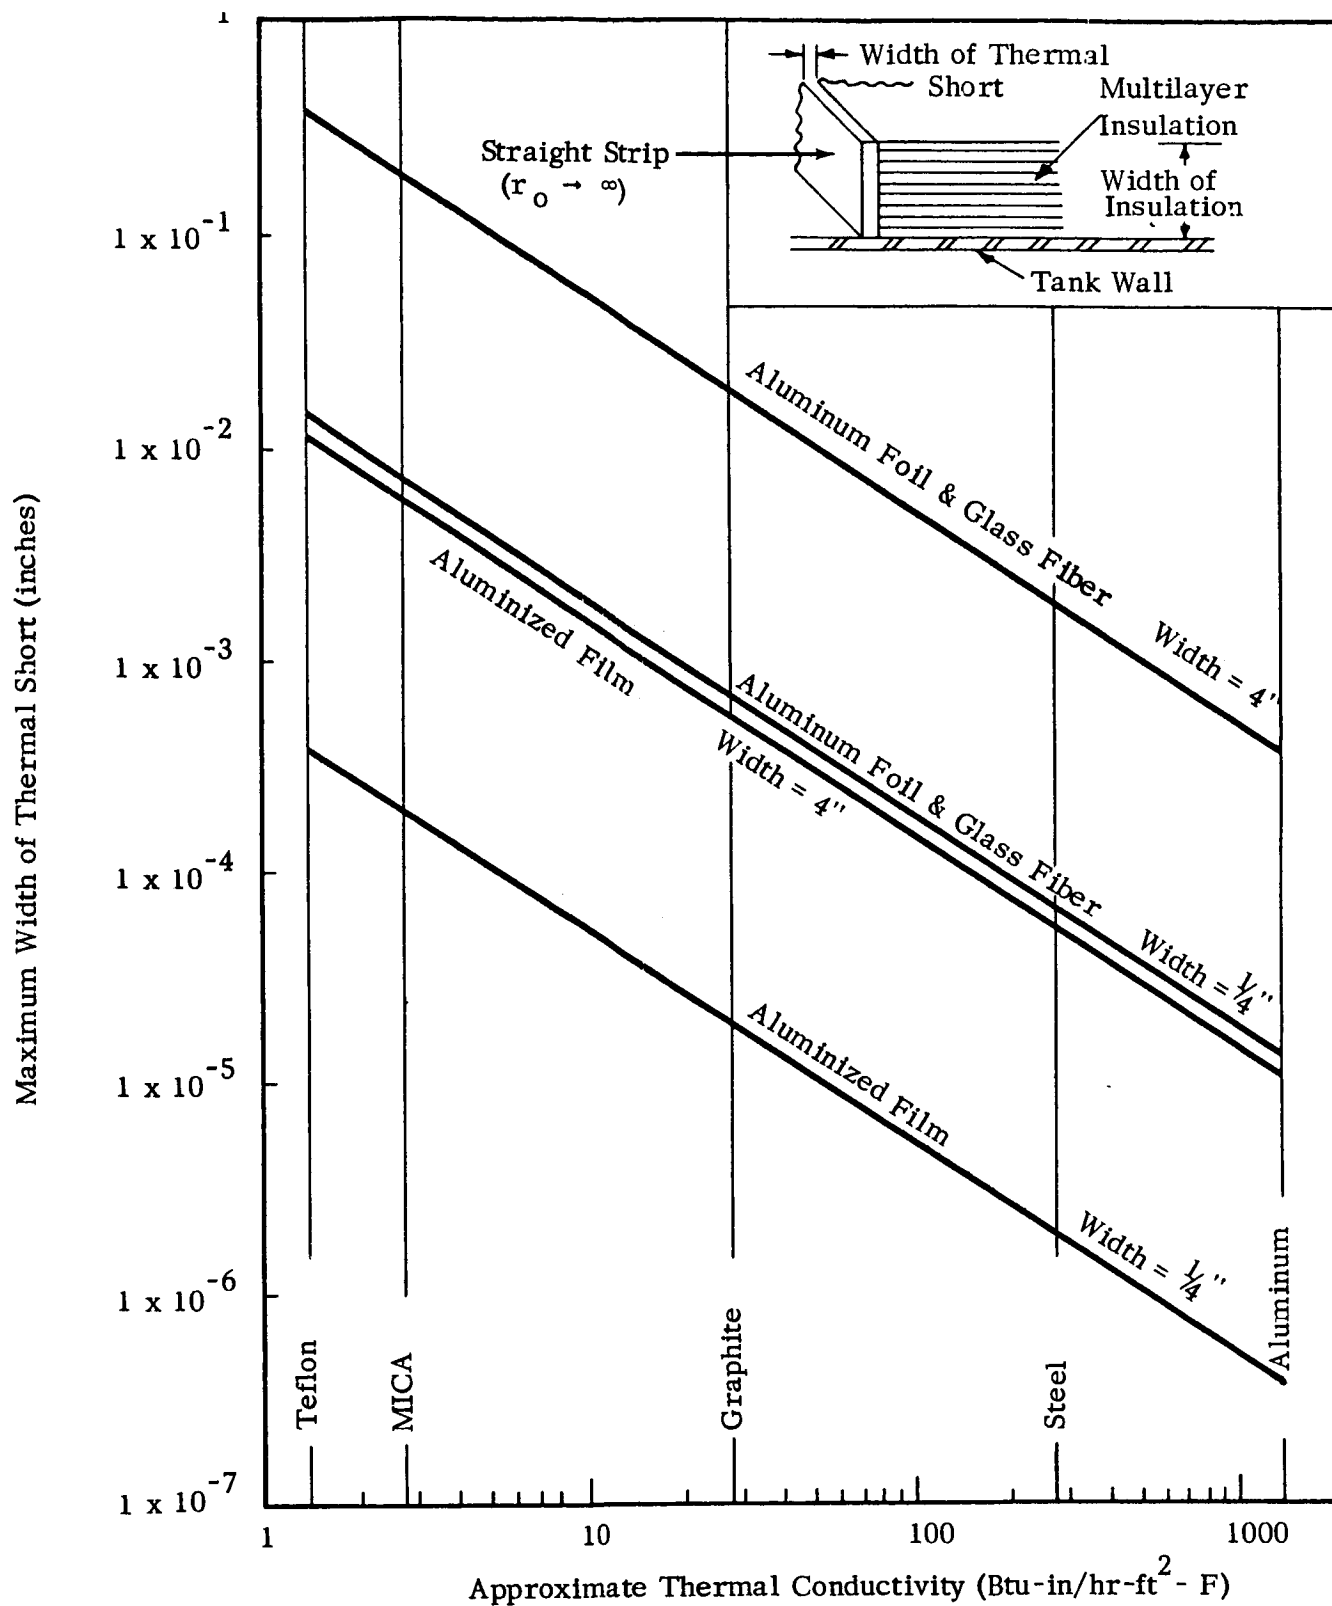 1
1 x 10-1
1 x 10-2
1 x 10-3
1 x 10-4
1 x 10-5
1 x 10-6
1 x 10-7
Maximum Width of Thermal Short (inches)
Width of Thermal
Short
Multilayer
Insulation
Straight Strip
(r o → ∞)
Width of
Insulation
Tank Wall
Aluminum Foil & Glass Fiber
Width = 4"
Aluminized Film
Width = 4"
Aluminum Foil & Glass Fiber
Width = 1/4"
Aluminized Film
Width = 1/4"
Teflon
MICA
Graphite
Steel
Aluminum
1
10
100
1000
Approximate Thermal Conductivity (Btu-in/hr-ft2 - F)